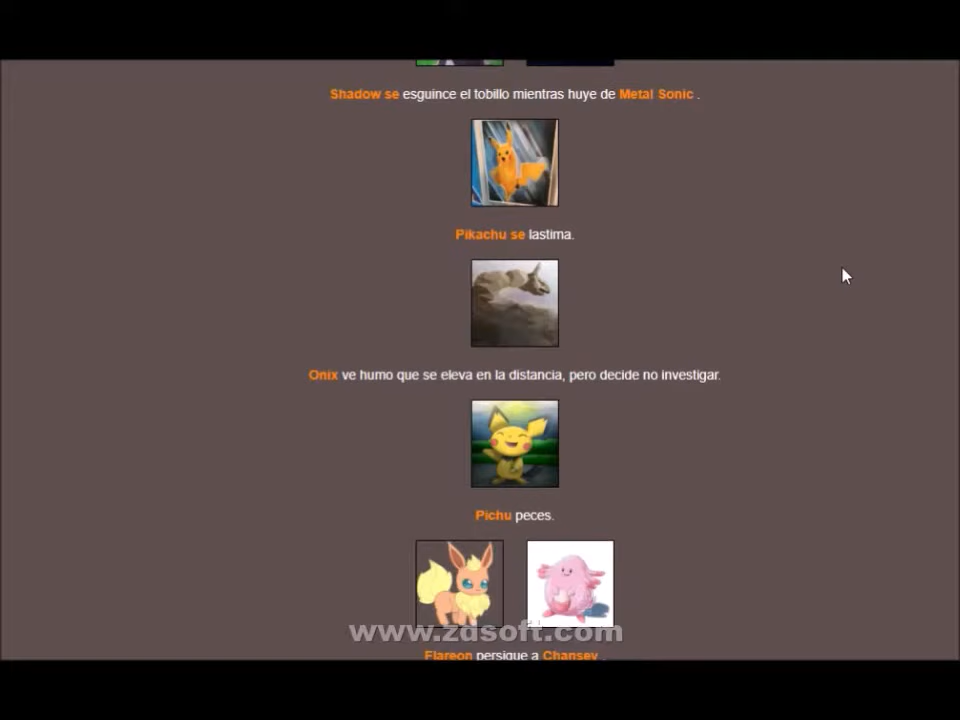 Shadow se esguince el tobillo mientras huye de Metal Sonic .
Pikachu se lastima.
Onix ve humo que se eleva en la distancia, pero decide no investigar.
Pichu peces.
www.zdsoft.com
Flareon persigue a Chansey .